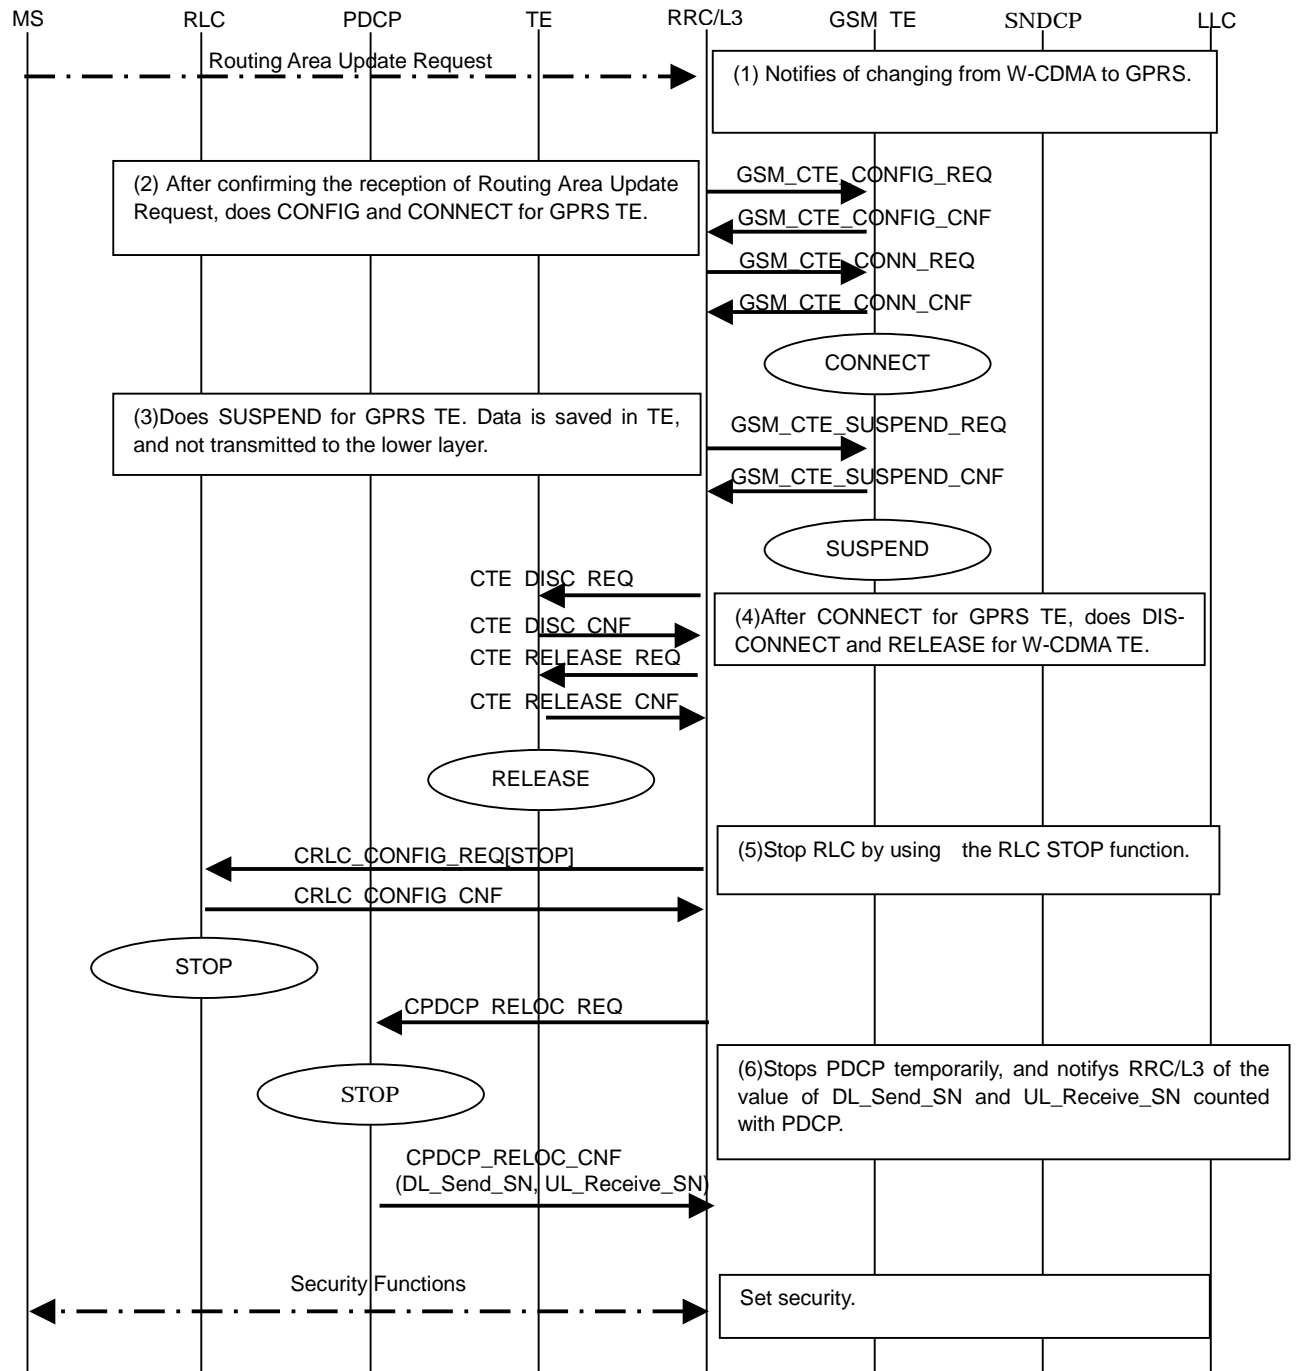 MS RLC PDCP TE RRC/L3 GSM TE SNDCP LLC
Routing Area Update Request
(1) Notifies of changing from W-CDMA to GPRS.
(2) After confirming the reception of Routing Area Update
Request, does CONFIG and CONNECT for GPRS TE.
GSM_CTE_CONFIG_REQ
GSM_CTE_CONFIG_CNF
GSM_CTE_CONN_REQ
GSM_CTE_CONN_CNF
CONNECT
(3)Does SUSPEND for GPRS TE. Data is saved in TE,
and not transmitted to the lower layer.
GSM_CTE_SUSPEND_REQ
GSM_CTE_SUSPEND_CNF
SUSPEND
CTE DISC REQ
CTE DISC CNF
CTE RELEASE REQ
CTE RELEASE CNF
(4)After CONNECT for GPRS TE, does DIS-
CONNECT and RELEASE for W-CDMA TE.
RELEASE
CRLC_CONFIG_REQ[STOP]
CRLC CONFIG CNF
(5)Stop RLC by using the RLC STOP function.
STOP
CPDCP RELOC REQ
STOP
(6)Stops PDCP temporarily, and notifys RRC/L3 of the
value of DL_Send_SN and UL_Receive_SN counted
with PDCP.
CPDCP_RELOC_CNF
(DL_Send_SN, UL_Receive_SN)
Security Functions
Set security.